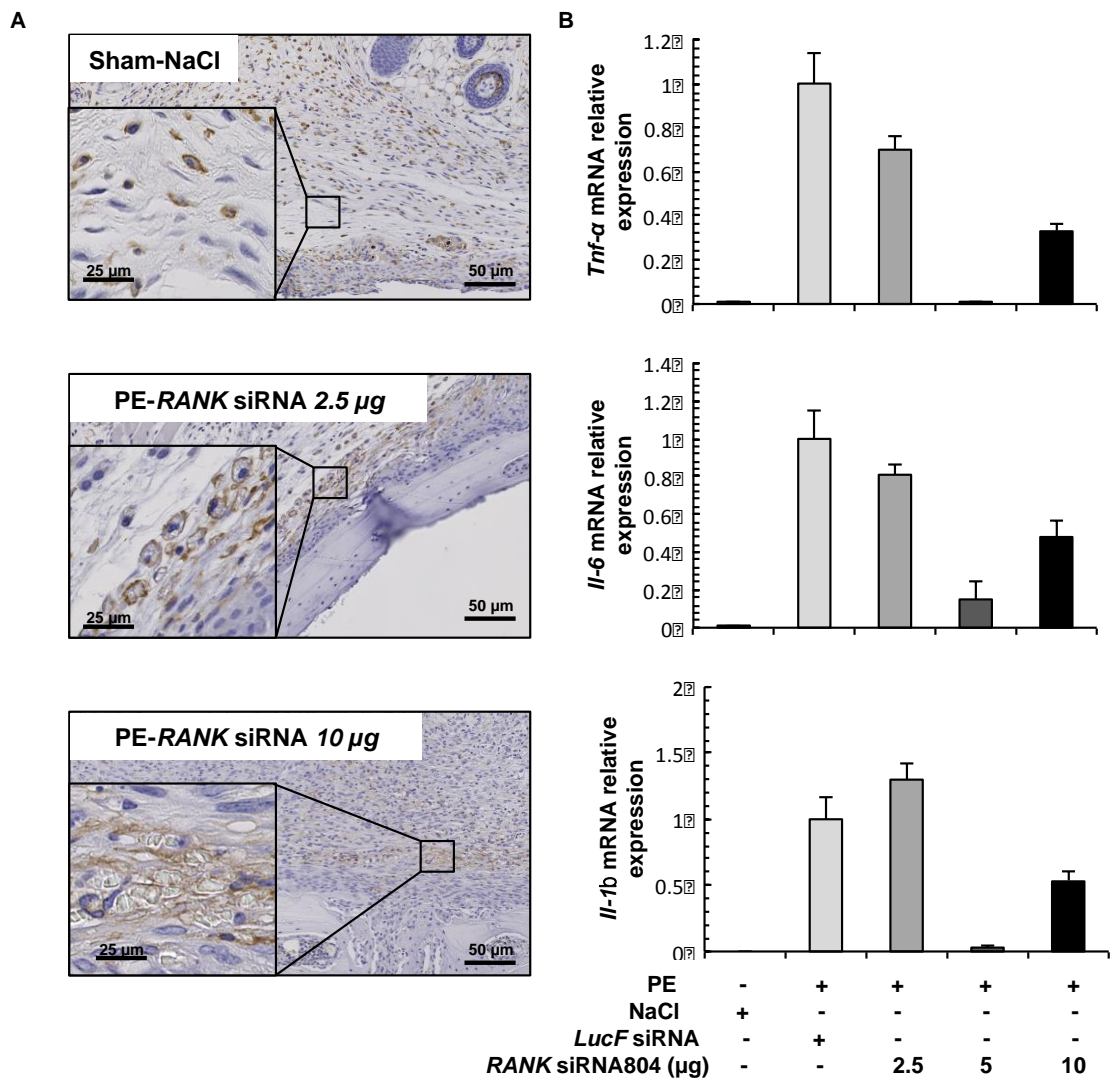 A
Sham-NaCl
25 µm
50 µm
PE-RANK siRNA 2.5 µg
25 µm
50 µm
PE-RANK siRNA 10 µg
25 µm
50 µm
B
Tnf-α mRNA relative
expression
1.2⍰
1⍰
0.8⍰
0.6⍰
0.4⍰
0.2⍰
0⍰
Il-6 mRNA relative
expression
1.4⍰
1.2⍰
1⍰
0.8⍰
0.6⍰
0.4⍰
0.2⍰
0⍰
Il-1b mRNA relative
expression
2⍰
1.5⍰
1⍰
0.5⍰
0⍰
PE - + + + +
NaCl + - - - -
LucF siRNA - + - - -
RANK siRNA804 (µg) - - 2.5 5 10